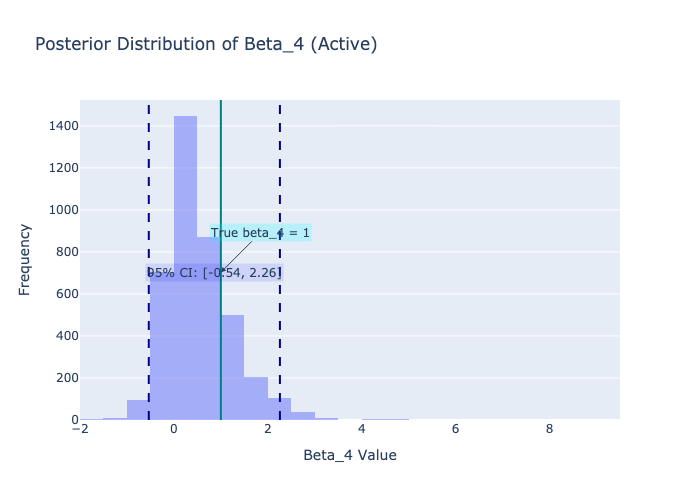 Posterior Distribution of Beta_4 (Active)
1400
1200
1000
800
600
400
200
0
Frequency
True beta_4 = 1
95% CI: [-0.54, 2.26]
−2
0
2
4
6
8
Beta_4 Value